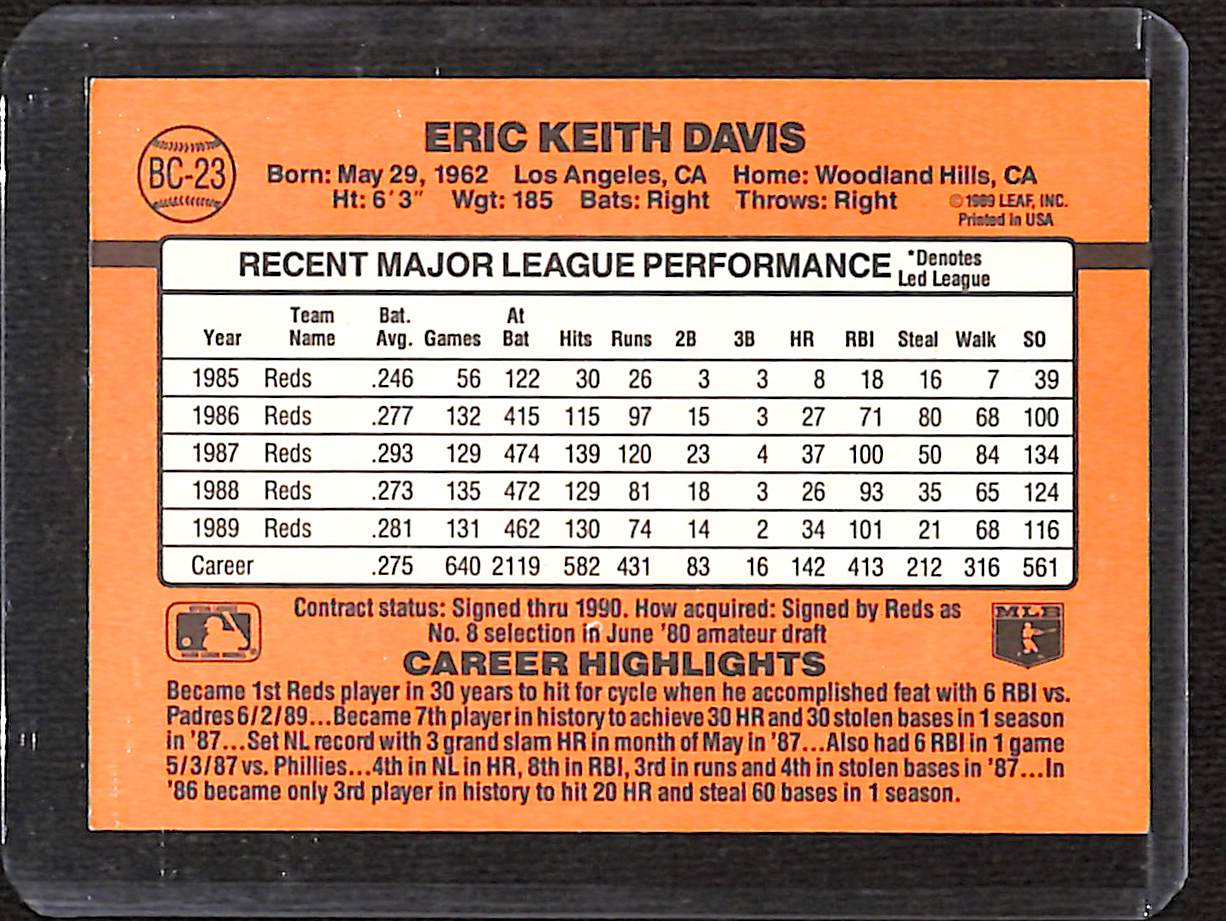 ERIC KEITH DAVIS
BC-23
Born: May 29, 1962 Los Angeles, CA Home: Woodland Hills, CA
Ht: 6'3" Wgt: 185 Bats: Right Throws: Right
©1989 LEAF, INC.
Printed in USA
RECENT MAJOR LEAGUE PERFORMANCE *Denotes Led League
Year Team Name Bat. Avg. Games At Bat Hits Runs 2B 3B HR RBI Steal Walk SO
1985 Reds .246 56 122 30 26 3 3 8 18 16 7 39
1986 Reds .277 132 415 115 97 15 3 27 71 80 68 100
1987 Reds .293 129 474 139 120 23 4 37 100 50 84 134
1988 Reds .273 135 472 129 81 18 3 26 93 35 65 124
1989 Reds .281 131 462 130 74 14 2 34 101 21 68 116
Career .275 640 2119 582 431 83 16 142 413 212 316 561
Contract status: Signed thru 1990. How acquired: Signed by Reds as
No. 8 selection in June '80 amateur draft
MLB
CAREER HIGHLIGHTS
Became 1st Reds player in 30 years to hit for cycle when he accomplished feat with 6 RBI vs.
Padres 6/2/89...Became 7th player in history to achieve 30 HR and 30 stolen bases in 1 season
in '87...Set NL record with 3 grand slam HR in month of May in '87...Also had 6 RBI in 1 game
5/3/87 vs. Phillies...4th in NL in HR, 8th in RBI, 3rd in runs and 4th in stolen bases in '87...In
'86 became only 3rd player in history to hit 20 HR and steal 60 bases in 1 season.